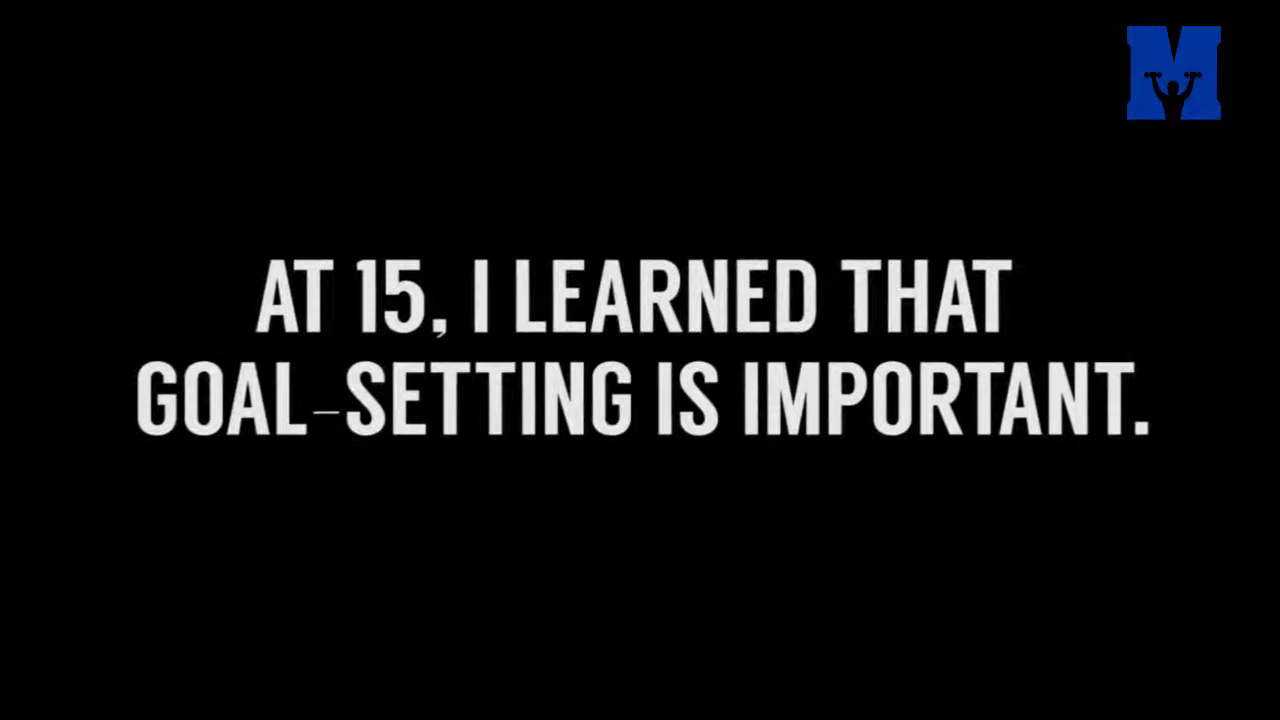 M
AT 15, I LEARNED THAT
GOAL-SETTING IS IMPORTANT.